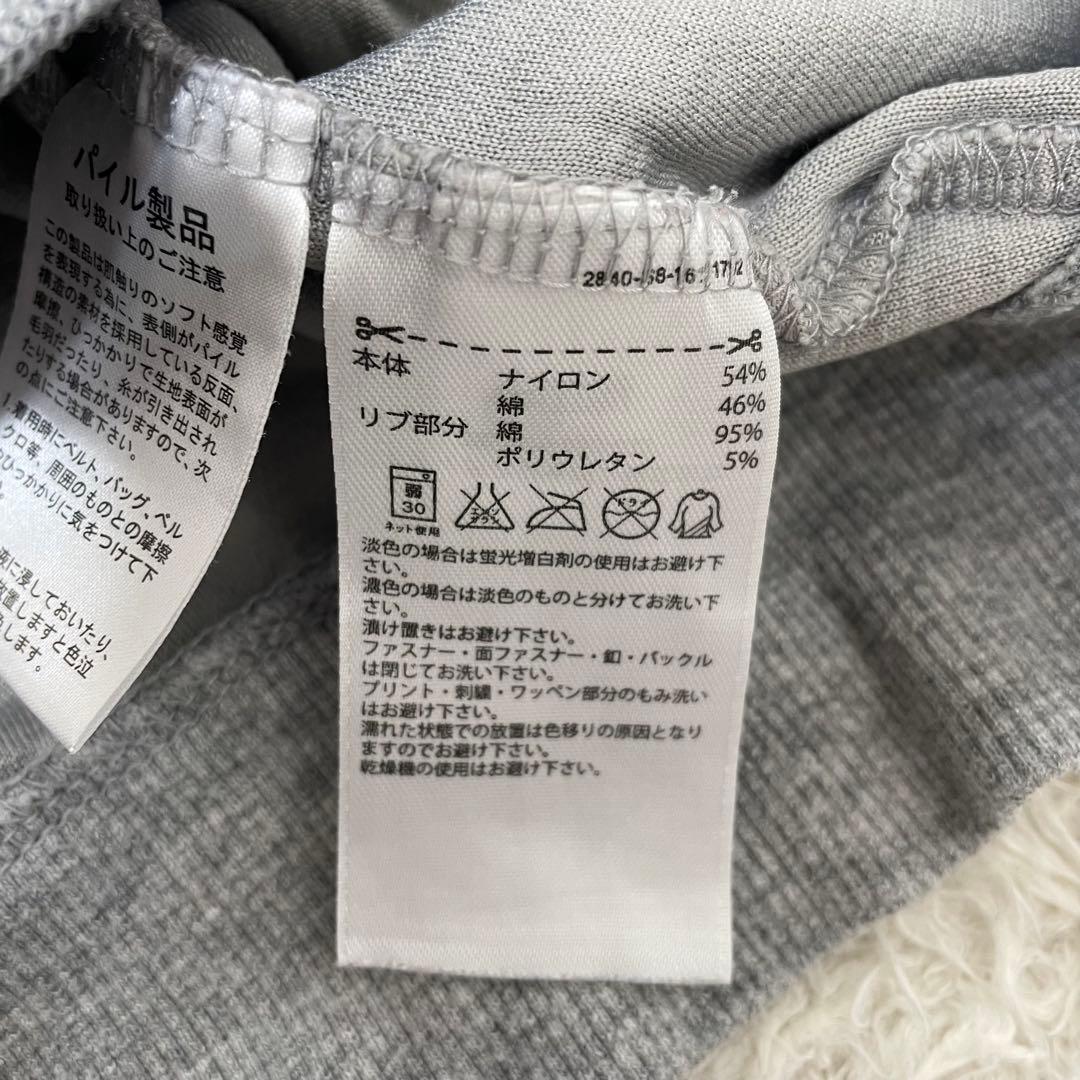 パイル製品
取り扱い上のご注意
この製品は肌触りのソフト感覚
を表現する為に、表側がパイル
構造の素材を採用している反面、
摩擦、ひっかかりで生地表面が
毛羽だったり、糸が引き出され
たりする場合がありますので、次
の点にご注意下さい。
1.着用時にベルト、バッグ、ベル
クロ等、周囲のものとの摩擦
やひっかかりに気をつけて下
液に浸しておいたり、
放置しますと色泣
します。
本体 ナイロン 54%
綿 46%
リブ部分 綿 95%
ポリウレタン 5%
弱
30
ネット使用
エンソ
サラシ
ドライ
淡色の場合は蛍光増白剤の使用はお避け下
さい。
濃色の場合は淡色のものと分けてお洗い下
さい。
漬け置きはお避け下さい。
ファスナー・面ファスナー・釦・バックル
は閉じてお洗い下さい。
プリント・刺繍・ワッペン部分のもみ洗い
はお避け下さい。
濡れた状態での放置は色移りの原因となり
ますのでお避け下さい。
乾燥機の使用はお避け下さい。